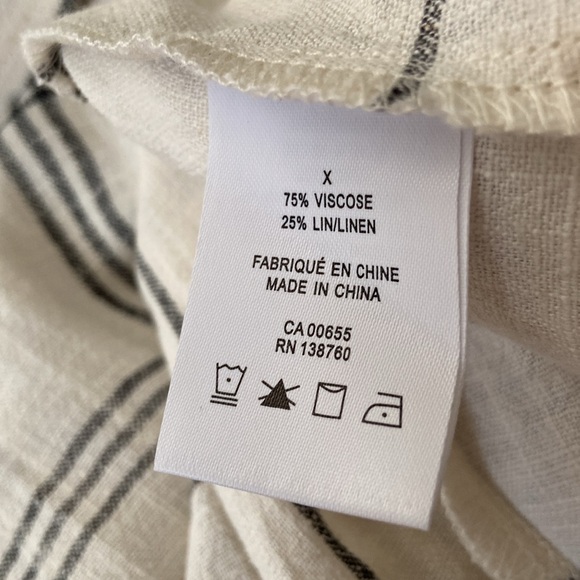 X
75% VISCOSE
25% LIN/LINEN
FABRIQUÉ EN CHINE
MADE IN CHINA
CA 00655
RN 138760